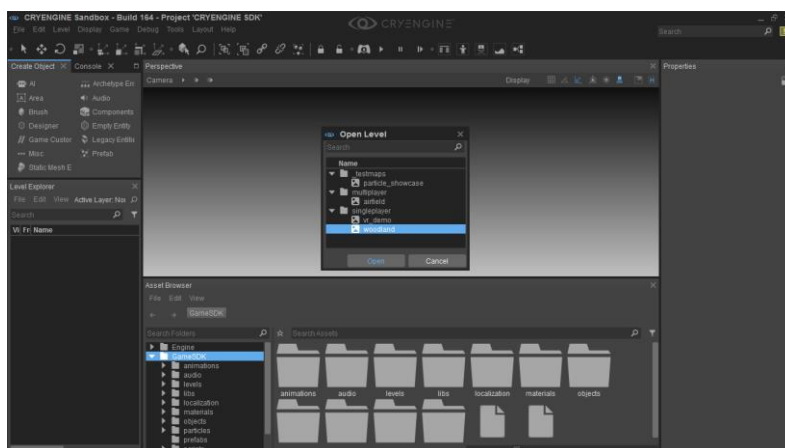 CRYENGINE Sandbox - Build 164 - Project 'CRYENGINE SDK'
CRYENGINE
File Edit Level Display Game Debug Tools Layout Help
Search
Create Object
Console
Perspective
Properties
Camera
Display
AI
Archetype En
Area
Audio
Brush
Components
Designer
Empty Entity
Game Custor
Legacy Entitie
Misc
Prefab
Static Mesh E
Open Level
Search
Name
_testmaps
particle_showcase
multiplayer
airfield
singleplayer
vr_demo
woodland
Open Cancel
Level Explorer
File Edit View Active Layer: Nor
Search
Vi Fr Name
Asset Browser
File Edit View
GameSDK
Search Folders
Search Assets
Engine
GameSDK
animations
audio
levels
libs
localization
materials
objects
particles
prefabs
animations audio levels libs localization materials objects